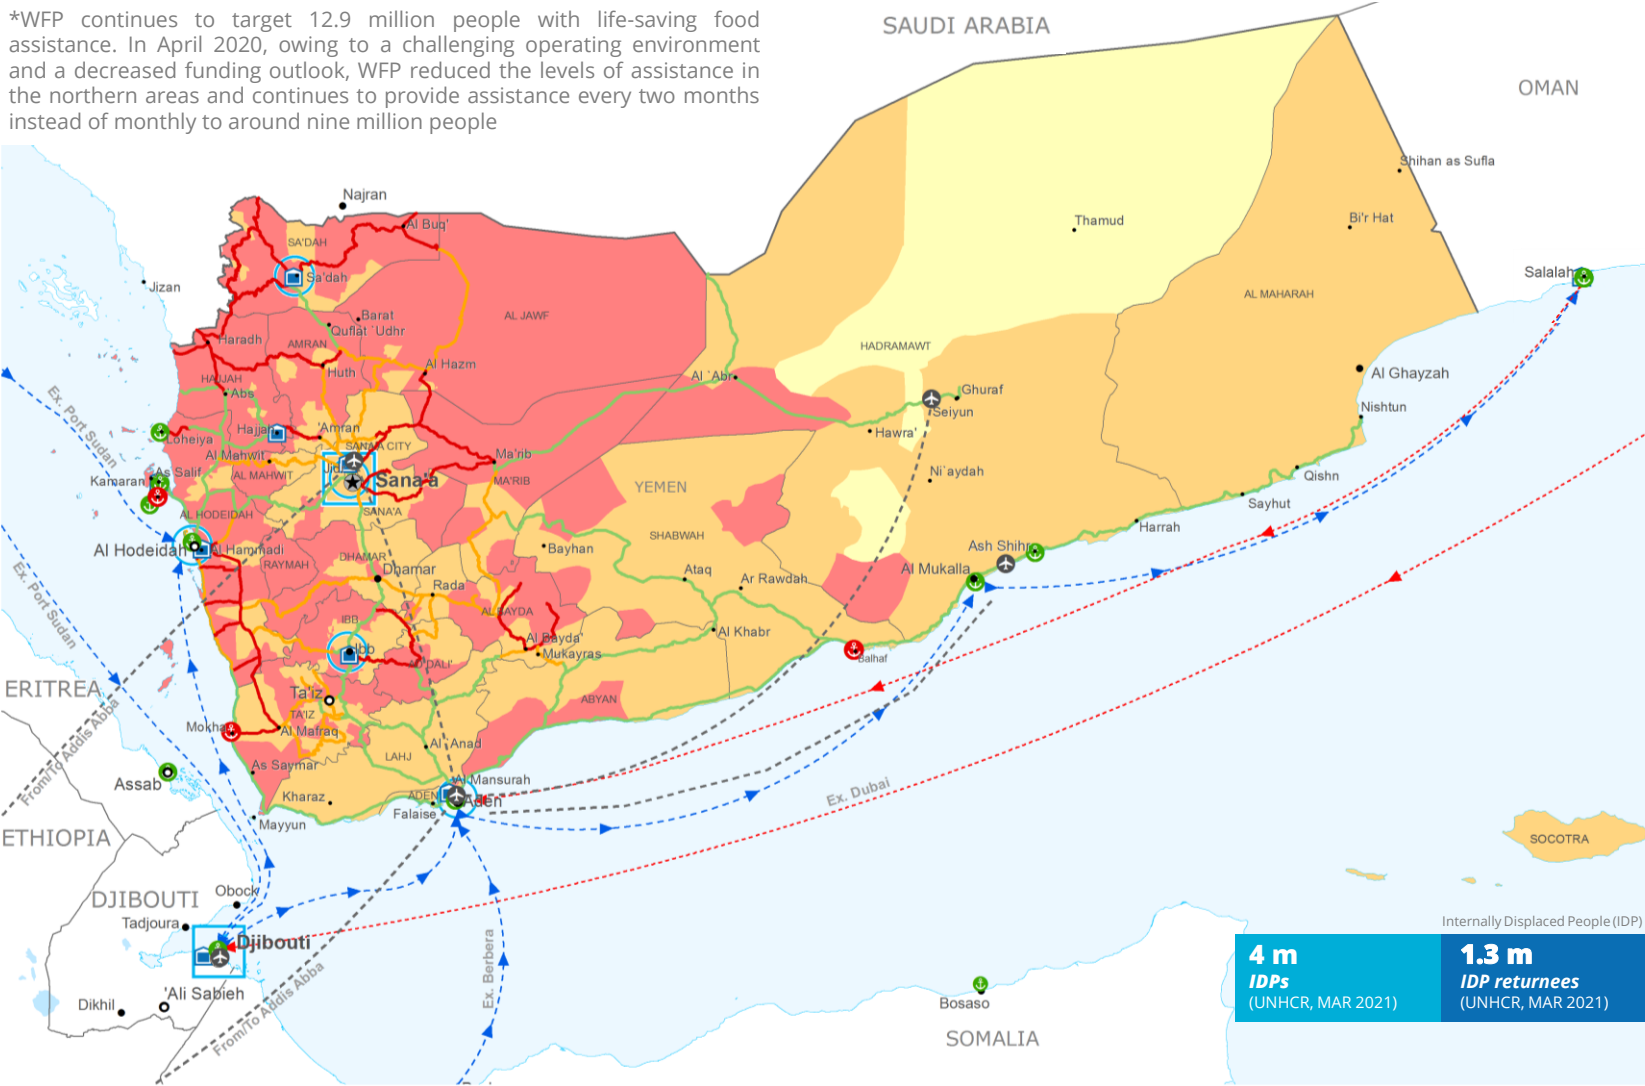 *WFP continues to target 12.9 million people with life-saving food
assistance. In April 2020, owing to a challenging operating environment
and a decreased funding outlook, WFP reduced the levels of assistance in
the northern areas and continues to provide assistance every two months
instead of monthly to around nine million people
SAUDI ARABIA
OMAN
Shihan as Sufla
Najran
Bi'r Hat
Thamud
Al Buq'
SA'DAH
Salalah
Sa'dah
Jizan
AL MAHARAH
Barat
AL JAWF
Quflat `Udhr
Haradh
AMRAN
HADRAMAWT
Al Hazm
Huth
Al Ghayzah
HAJJAH
Al `Abr
Abs
Ghuraf
Ex. Port Sudan
Seiyun
Nishtun
Hajjah
'Amran
Hawra'
Loheiya
SANA'A CITY
Al Mahwit
Ma'rib
As Salif
AL MAHWIT
Ni`aydah
Qishn
Kamaran
Sana'a
MA'RIB
YEMEN
Sayhut
AL HODEIDAH
SANA'A
Harrah
SHABWAH
Al Hodeidah
Al Hammadi
Bayhan
Ash Shihr
DHAMAR
RAYMAH
Dhamar
Al Mukalla
Ataq
Ar Rawdah
Rada
Ex. Port Sudan
AL BAYDA
IBB
Al Khabr
Al Bayda'
Ibb
Mukayras
Balhaf
AD DALI'
ERITREA
Ta'iz
ABYAN
TA'IZ
Mokha
Al Mafraq
Al 'Anad
LAHJ
From/To Addis Abba
As Saymar
Al Mansurah
Assab
Kharaz
ADEN
Aden
Ex. Dubai
Falaise
Mayyun
ETHIOPIA
SOCOTRA
DJIBOUTI
Obock
Tadjoura
Internally Displaced People (IDP)
Djibouti
4 m
IDPs
(UNHCR, MAR 2021)
1.3 m
IDP returnees
(UNHCR, MAR 2021)
Ex. Berbera
'Ali Sabieh
Dikhil
From/To Addis Abba
Bosaso
SOMALIA